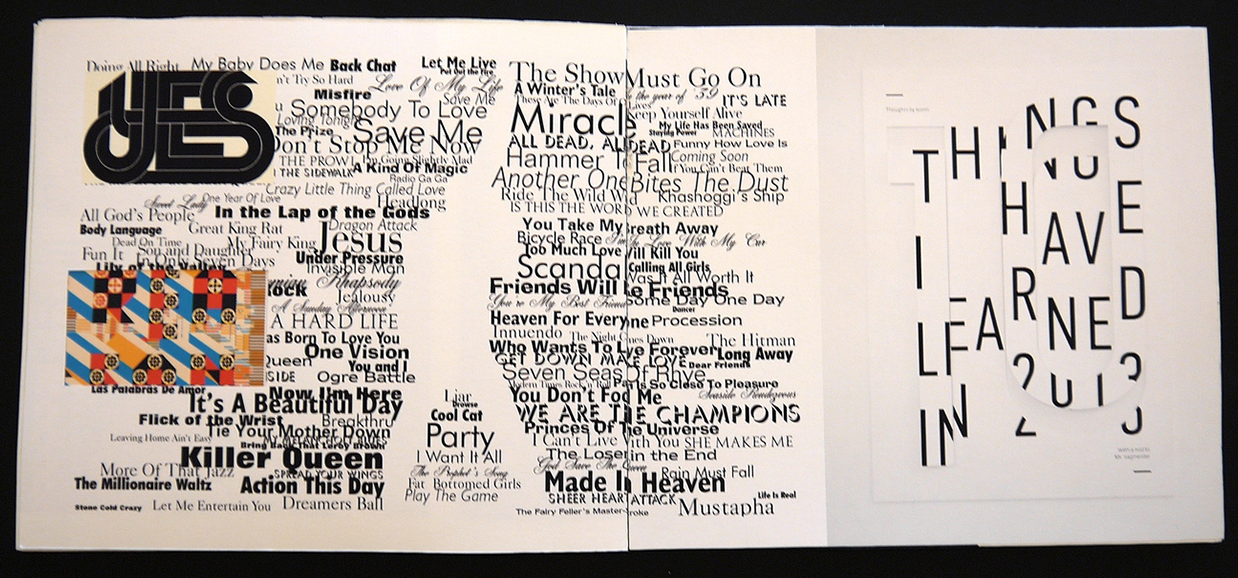 Doing All Right My Baby Does Me Back Chat Let Me Live
Put Out the Fire
n't Try So Hard Love Of My Life
Misfire Save Me
Somebody To Love
Loving Tonight
The Prize Save Me
Don't Stop Me Now
THE PROWL I'm Going Slightly Mad
THE SIDEWALK A Kind Of Magic
Radio Ga Ga
Crazy Little Thing Called Love
Sweet Lady One Year Of Love Headlong
All God's People In the Lap of the Gods
Body Language Great King Rat Dragon Attack
Dead On Time My Fairy King Jesus
Fun It Son and Daughter Under Pressure
In Only Seven Days Invisible Man
Lily of the Valley
Rhapsody
Rock Jealousy
A Sunday Afternoon
A HARD LIFE
as Born To Love You
One Vision
Queen You and I
SIDE Ogre Battle
Las Palabras De Amor Now I'm Here
It's A Beautiful Day
Flick of the Wrist Breakthru
Leaving Home Ain't Easy Tie Your Mother Down
MY MELANCHOLY BLUES
Bring Back That Leroy Brown
Killer Queen
More Of That Jazz SPREAD YOUR WINGS
The Millionaire Waltz Action This Day
Stone Cold Crazy Let Me Entertain You Dreamers Ball
Liar
Drowse
Cool Cat
Party
I Want It All
The Prophet's Song
Fat Bottomed Girls
Play The Game
The Show Must Go On
A Winter's Tale the year of '39
These Are The Days Of Lives IT'S LATE
Miracle Keep Yourself Alive
My Life Has Been Saved
Staying Power MACHINES
ALL DEAD, ALL DEAD Funny How Love Is
Hammer To Fall Coming Soon
If You Can't Beat Them
Another One Bites The Dust
Ride The Wild Wind Khashoggi's Ship
IS THIS THE WORLD WE CREATED
You Take My Breath Away
Bicycle Race I'm In Love With My Car
Too Much Love Will Kill You
Scandal Calling All Girls
Was It All Worth It
Friends Will Be Friends
You're My Best Friend Some Day One Day
Dancer
Heaven For Everyone Procession
Innuendo The Night Comes Down The Hitman
Who Wants To Live Forever Long Away
GET DOWN MAKE LOVE Dear Friends
Seven Seas Of Rhye
Modern Times Rock 'n' Roll Party Is So Close To Pleasure
You Don't Fool Me Seaside Rendezvous
WE ARE THE CHAMPIONS
Princes Of The Universe
I Can't Live With You SHE MAKES ME
The Loser in the End
God Save The Queen Rain Must Fall
Made In Heaven
SHEER HEART ATTACK Life Is Real
The Fairy Feller's Master-Stroke Mustapha
YES
THINGS
I HAVE
LEARNED
IN 2013